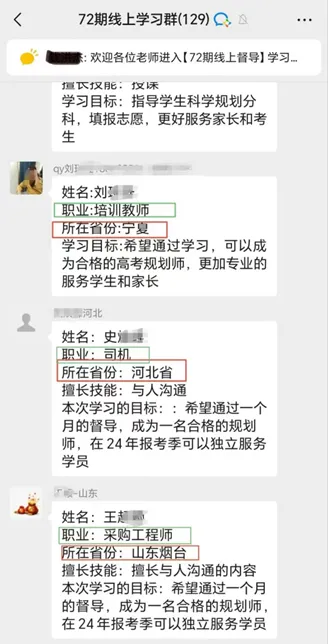 72期线上学习群(129)
: 欢迎各位老师进入【72期线上督导】学习...
擅长技能：授课
学习目标：指导学生科学规划分
科，填报志愿，更好服务家长和考
生
qy刘
姓名:刘
职业:培训教师
所在省份:宁夏
学习目标:希望通过学习，可以成
为合格的高考规划师，更加专业的
服务学生和家长
河北
姓名：史
职业：司机
所在省份：河北省
擅长技能：与人沟通
本次学习的目标：：希望通过一个
月的督导，成为一名合格的规划
师，在24年报考季可以独立服务
学员
-山东
姓名：王
职业：采购工程师
所在省份：山东烟台
擅长技能：擅长与人沟通的内容
本次学习的目标：希望通过一个月
的督导，成为一名合格的规划师，
在24年报考季可以独立服务学员